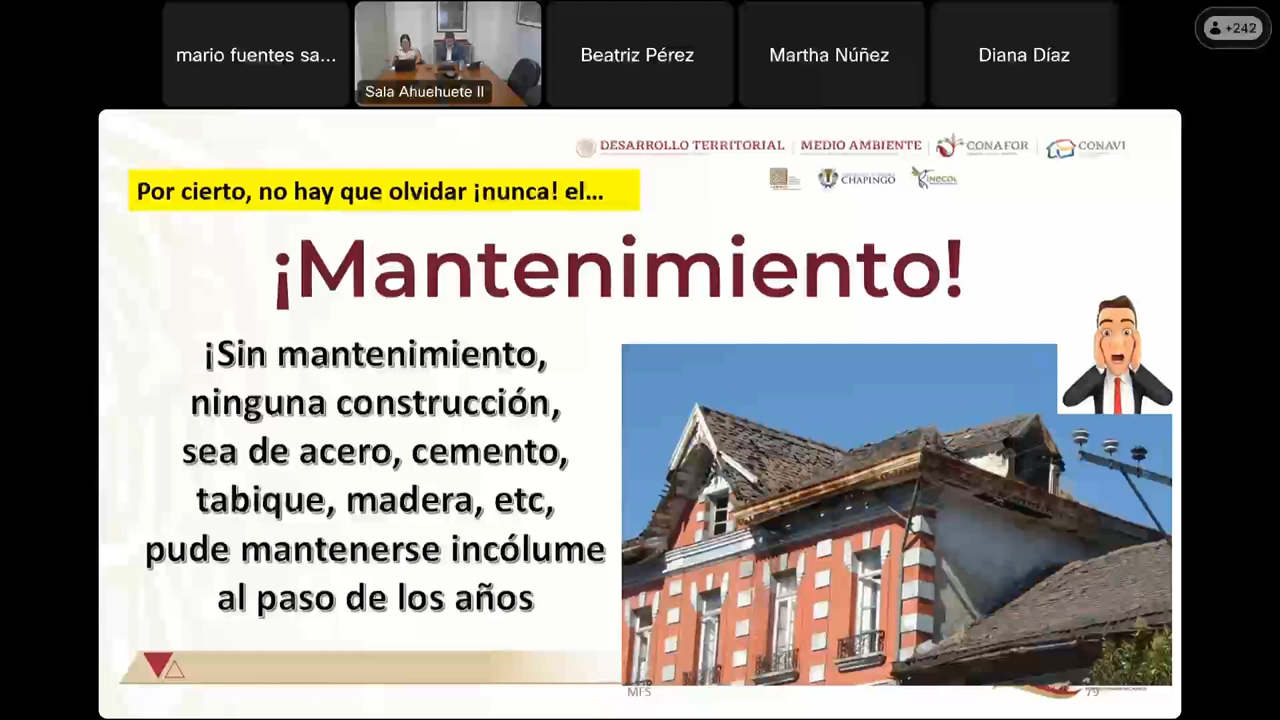 mario fuentes sa...
Sala Ahuehuete II
Beatriz Pérez
Martha Núñez
Diana Díaz
+242
DESARROLLO TERRITORIAL
MEDIO AMBIENTE
CONAFOR
CONAVI
CHAPINGO
INECOL
Por cierto, no hay que olvidar ¡nunca! el...
¡Mantenimiento!
¡Sin mantenimiento,
ninguna construcción,
sea de acero, cemento,
tabique, madera, etc,
pude mantenerse incólume
al paso de los años
MFS
79